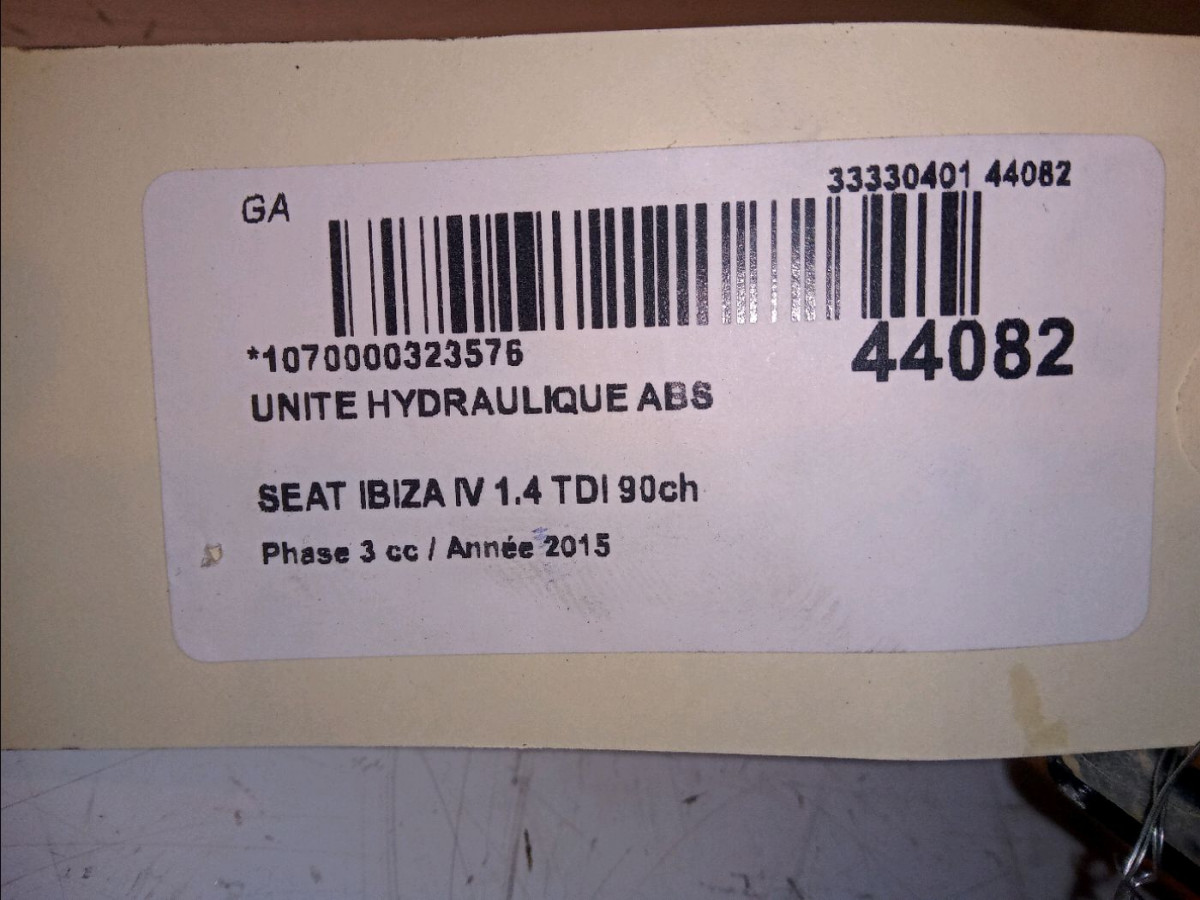 GA
33330401 44082
*1070000323576
44082
UNITE HYDRAULIQUE ABS
SEAT IBIZA IV 1.4 TDI 90ch
Phase 3 cc / Année 2015